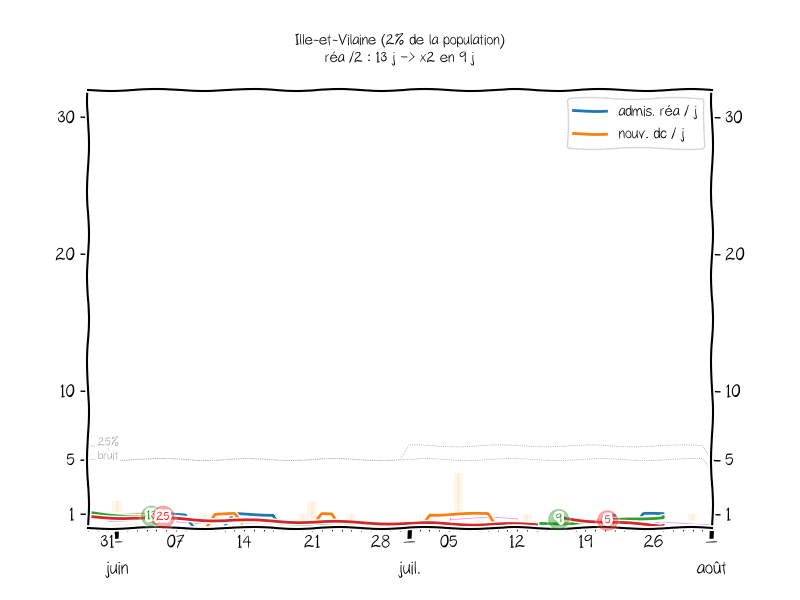 Ille-et-Vilaine (2% de la population)
réa /2 : 13 j -> x2 en 9 j
admis. réa / j
nouv. dc / j
30 30
20 20
10 10
25%
bruit
5 5
1 25 9 5 1
31 07 14 21 28 05 12 19 26
juin juil. août